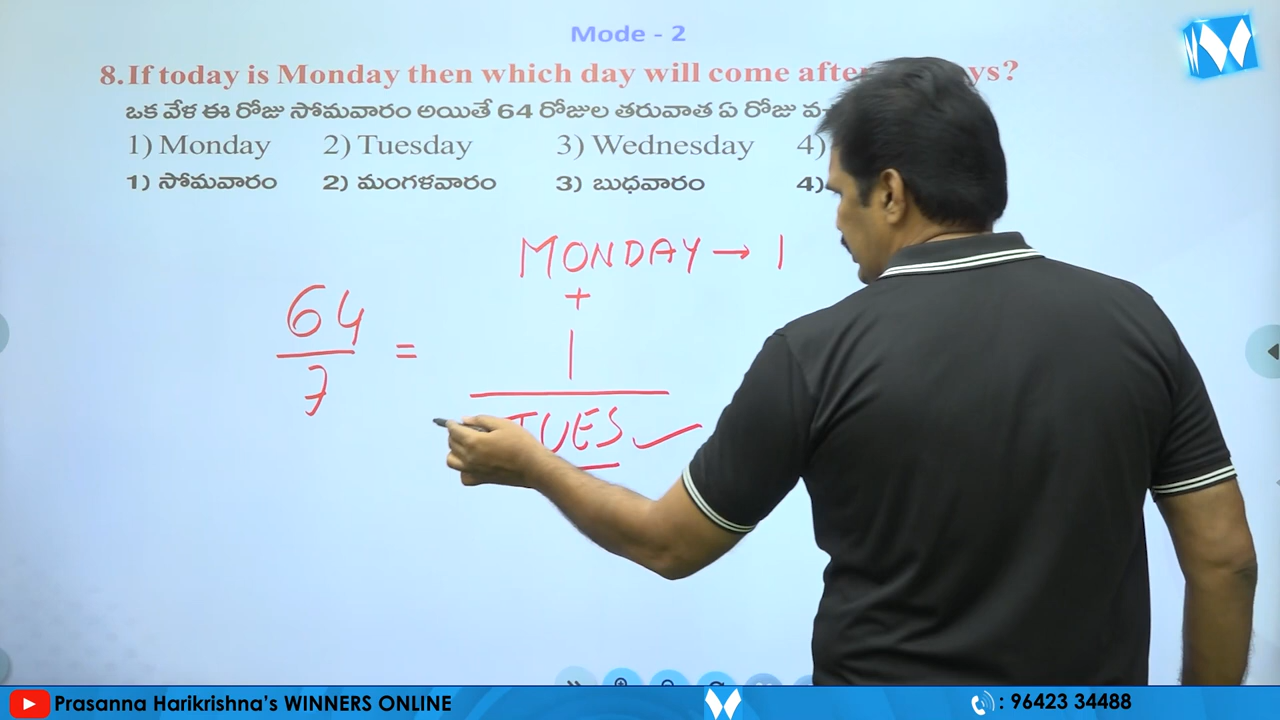 Mode - 2
8.If today is Monday then which day will come after
ఒక వేళ ఈ రోజు సోమవారం అయితే 64 రోజుల తరువాత ఏ రోజు
1) Monday 2) Tuesday 3) Wednesday 4)
1) సోమవారం 2) మంగళవారం 3) బుధవారం 4)
MONDAY → 1
+
64
1
=
7
TUES ✓
Prasanna Harikrishna's WINNERS ONLINE
: 96423 34488